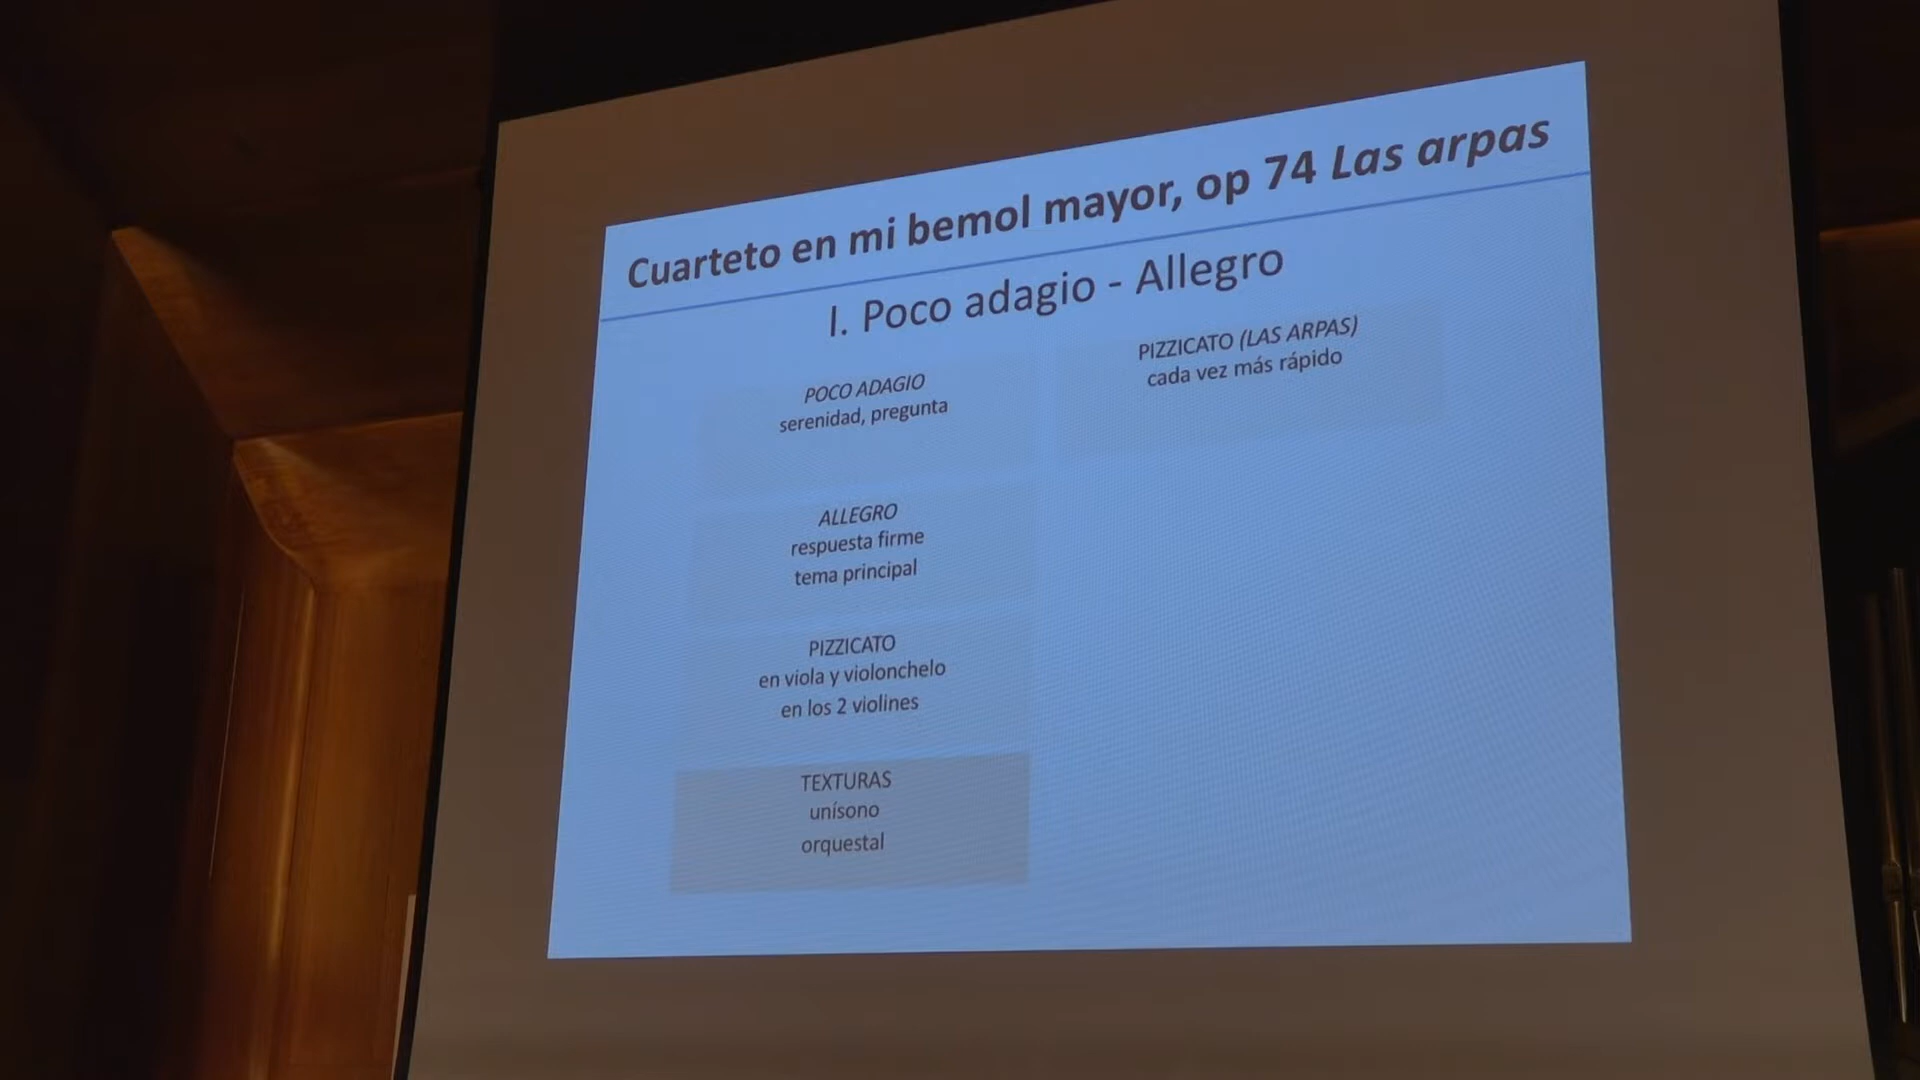 Cuarteto en mi bemol mayor, op 74 Las arpas
I. Poco adagio - Allegro
POCO ADAGIO
serenidad, pregunta
ALLEGRO
respuesta firme
tema principal
PIZZICATO
en viola y violonchelo
en los 2 violines
TEXTURAS
unísono
orquestal
PIZZICATO (LAS ARPAS)
cada vez más rápido